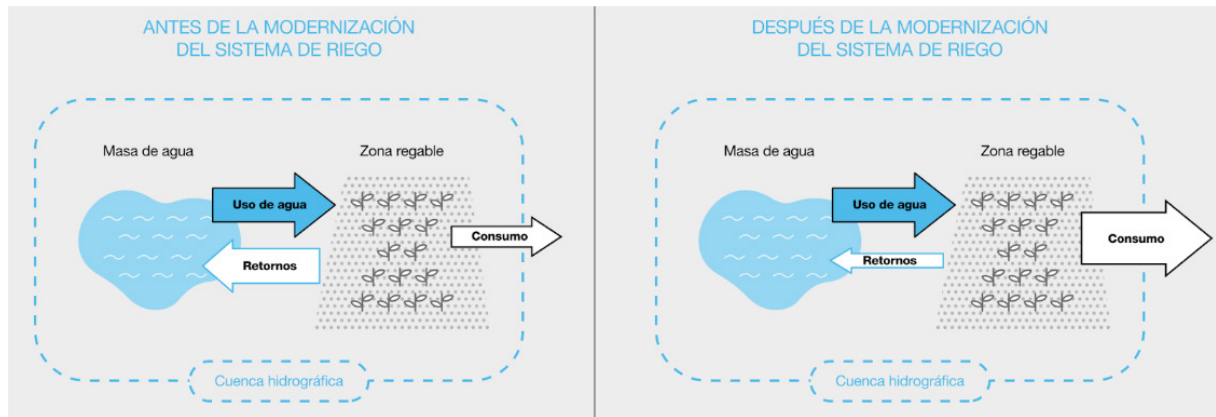 ANTES DE LA MODERNIZACIÓN
DEL SISTEMA DE RIEGO
Masa de agua
Zona regable
Uso de agua
Consumo
Retornos
Cuenca hidrográfica
DESPUÉS DE LA MODERNIZACIÓN
DEL SISTEMA DE RIEGO
Masa de agua
Zona regable
Uso de agua
Consumo
Retornos
Cuenca hidrográfica